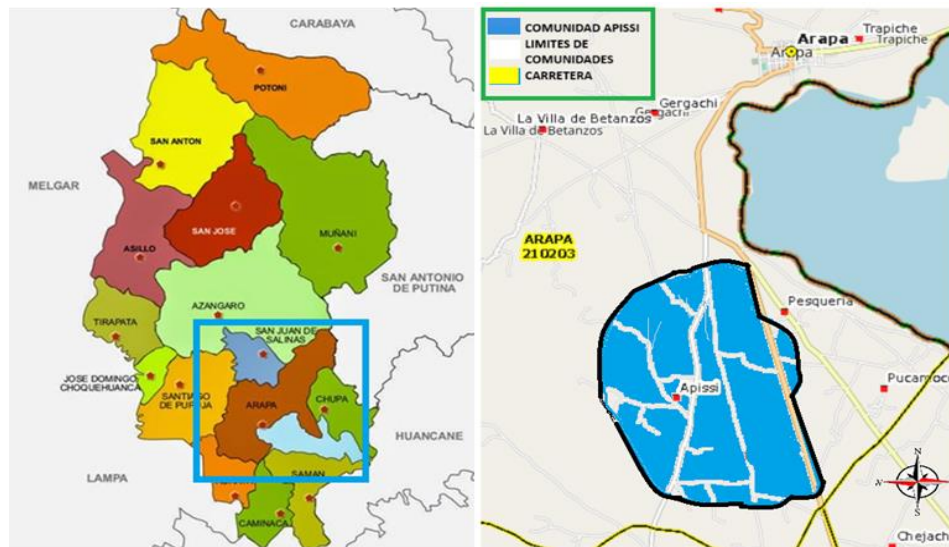 CARABAYA
POTONI
SAN ANTON
MELGAR
SAN JOSE
MUÑANI
ASILLO
SAN ANTONIO
DE PUTINA
AZANGARO
TIRAPATA
SAN JUAN DE
SALINAS
JOSE DOMINGO
CHOQUEHUANCA
SANTIAGO
DE PUPUJA
ARAPA
CHUPA
HUANCANE
LAMPA
SAMAN
CAMINACA
COMUNIDAD APISSI
LIMITES DE
COMUNIDADES
CARRETERA
Trapiche
Trapiche
Arapa
Arapa
Gergachi
Gergachi
La Villa de Betanzos
La Villa de Betanzos
ARAPA
210203
Pesqueria
Apissi
N
N
S